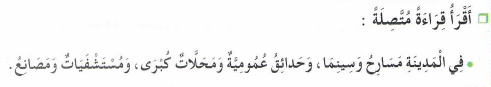 أَقْرَأُ قِرَاءَةً مُتَّصِلَةً :
• فِي الْمَدِينَةِ مَسَارِحُ وَسِينِمَا، وَحَدَائِقُ عُمُومِيَّةٌ وَمَحَلَّاتٌ كُبْرَى، وَمُسْتَشْفَيَاتٌ وَمَصَانِعُ.